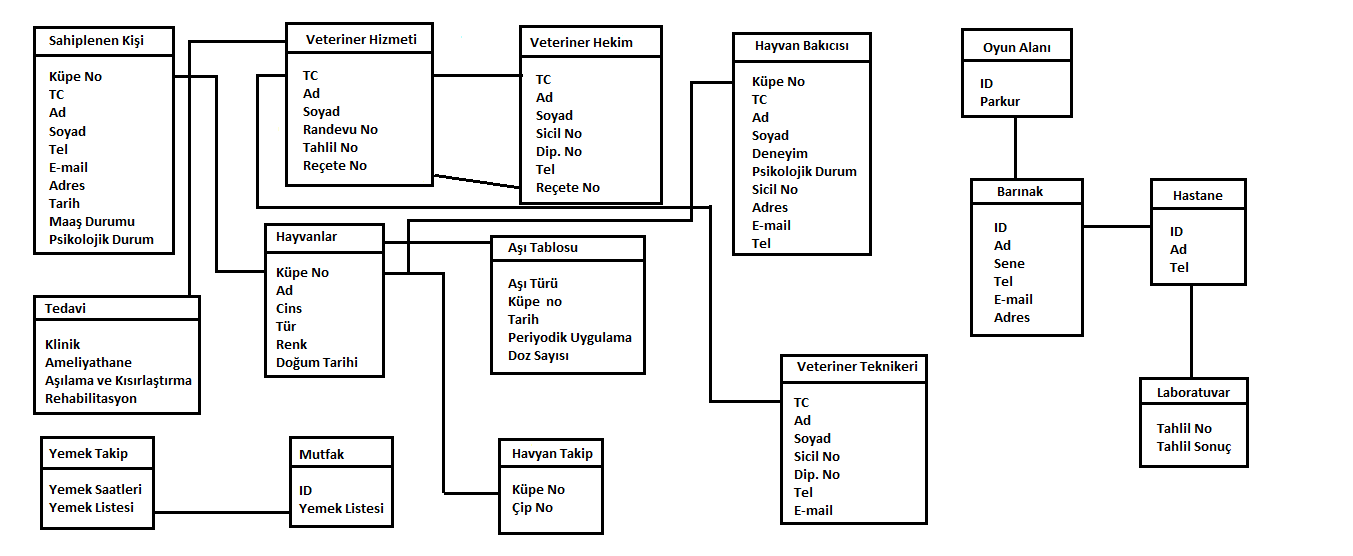 Sahiplenen Kişi
Küpe No
TC
Ad
Soyad
Tel
E-mail
Adres
Tarih
Maaş Durumu
Psikolojik Durum
Veteriner Hizmeti
TC
Ad
Soyad
Randevu No
Tahlil No
Reçete No
Veteriner Hekim
TC
Ad
Soyad
Sicil No
Dip. No
Tel
Reçete No
Hayvan Bakıcısı
Küpe No
TC
Ad
Soyad
Deneyim
Psikolojik Durum
Sicil No
Adres
E-mail
Tel
Oyun Alanı
ID
Parkur
Barınak
ID
Ad
Sene
Tel
E-mail
Adres
Hastane
ID
Ad
Tel
Hayvanlar
Küpe No
Ad
Cins
Tür
Renk
Doğum Tarihi
Aşı Tablosu
Aşı Türü
Küpe no
Tarih
Periyodik Uygulama
Doz Sayısı
Tedavi
Klinik
Ameliyathane
Aşılama ve Kısırlaştırma
Rehabilitasyon
Veteriner Teknikeri
TC
Ad
Soyad
Sicil No
Dip. No
Tel
E-mail
Laboratuvar
Tahlil No
Tahlil Sonuç
Yemek Takip
Yemek Saatleri
Yemek Listesi
Mutfak
ID
Yemek Listesi
Havyan Takip
Küpe No
Çip No